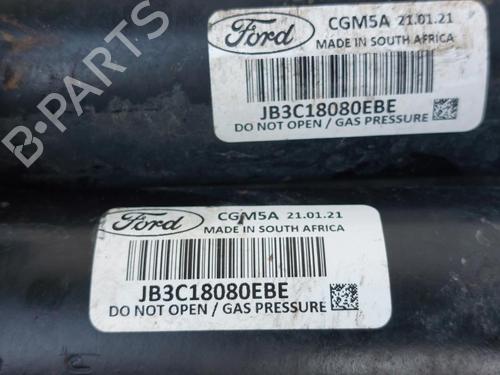 Ford
CGM5A 21.01.21
MADE IN SOUTH AFRICA
JB3C18080EBE
DO NOT OPEN / GAS PRESSURE
Ford
CGM5A 21.01.21
MADE IN SOUTH AFRICA
JB3C18080EBE
DO NOT OPEN / GAS PRESSURE
B-PARTS